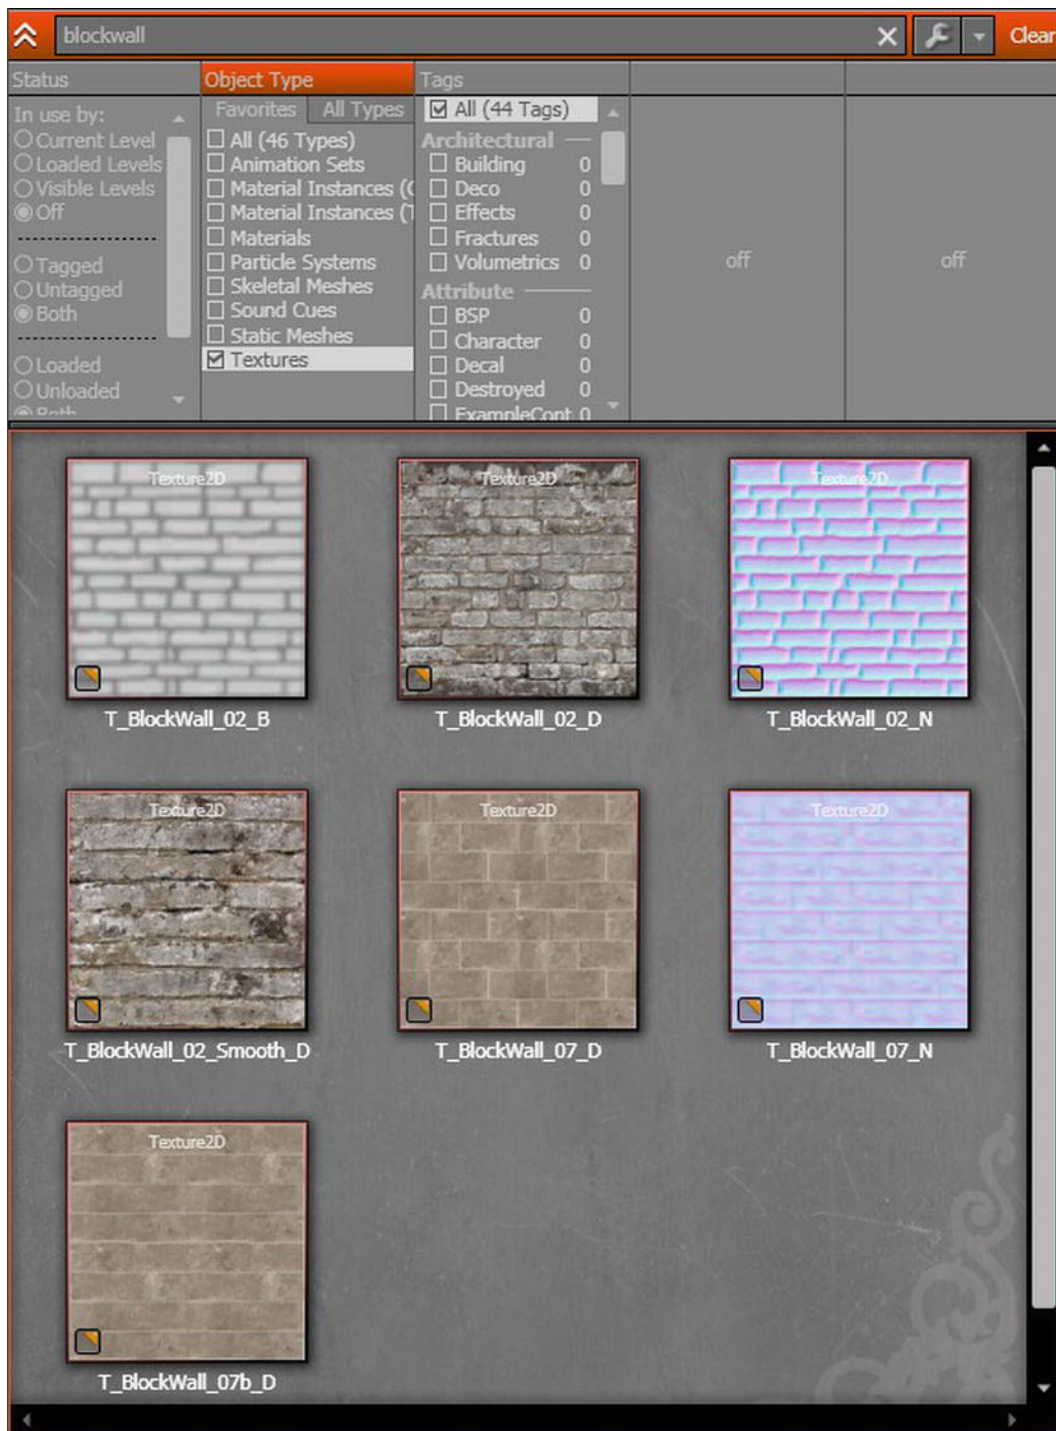 blockwall
Clear
Status
Object Type
Tags
In use by:
Current Level
Loaded Levels
Visible Levels
Off
Tagged
Untagged
Both
Loaded
Unloaded
Both
Favorites All Types
All (46 Types)
Animation Sets
Material Instances (C
Material Instances (T
Materials
Particle Systems
Skeletal Meshes
Sound Cues
Static Meshes
Textures
All (44 Tags)
Architectural
Building 0
Deco 0
Effects 0
Fractures 0
Volumetrics 0
Attribute
BSP 0
Character 0
Decal 0
Destroyed 0
ExampleCont 0
off
off
Texture2D
T_BlockWall_02_B
Texture2D
T_BlockWall_02_D
Texture2D
T_BlockWall_02_N
Texture2D
T_BlockWall_02_Smooth_D
Texture2D
T_BlockWall_07_D
Texture2D
T_BlockWall_07_N
Texture2D
T_BlockWall_07b_D